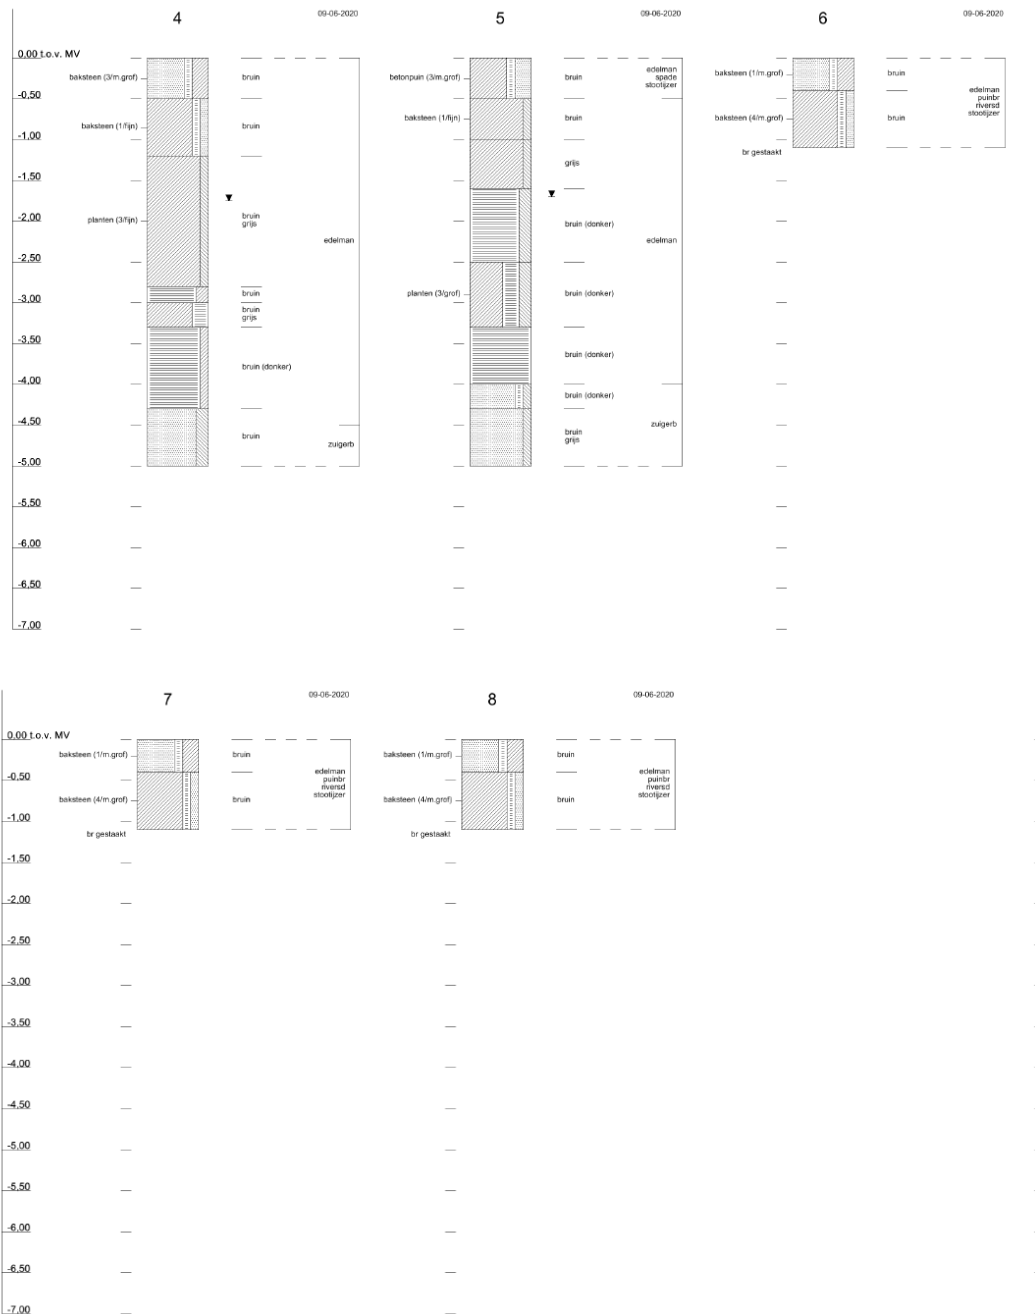 4
09-06-2020
5
09-06-2020
6
09-06-2020
0,00 t.o.v. MV
-0,50
-1,00
-1,50
-2,00
-2,50
-3,00
-3,50
-4,00
-4,50
-5,00
-5,50
-6,00
-6,50
-7,00
baksteen (3/m.grof)
baksteen (1/fijn)
planten (3/fijn)
bruin
bruin
bruin
grijs
bruin
bruin
grijs
bruin (donker)
bruin
edelman
zuigerb
betonpuin (3/m.grof)
baksteen (1/fijn)
planten (3/grof)
bruin
bruin
grijs
bruin (donker)
bruin (donker)
bruin (donker)
bruin (donker)
bruin
grijs
edelman
spade
stootijzer
edelman
zuigerb
baksteen (1/m.grof)
baksteen (4/m.grof)
br gestaakt
bruin
bruin
edelman
puinbr
riversd
stootijzer
7
09-06-2020
8
09-06-2020
0,00 t.o.v. MV
-0,50
-1,00
-1,50
-2,00
-2,50
-3,00
-3,50
-4,00
-4,50
-5,00
-5,50
-6,00
-6,50
-7,00
baksteen (1/m.grof)
baksteen (4/m.grof)
br gestaakt
bruin
bruin
edelman
puinbr
riversd
stootijzer
baksteen (1/m.grof)
baksteen (4/m.grof)
br gestaakt
bruin
bruin
edelman
puinbr
riversd
stootijzer